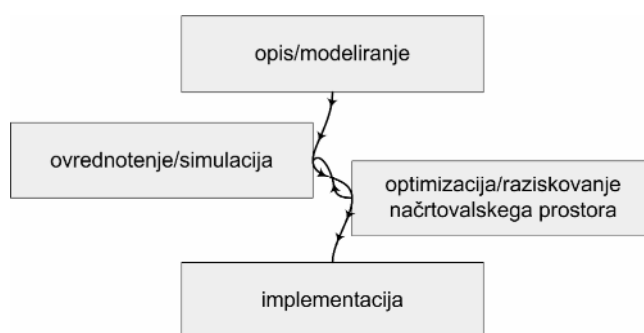 opis/modeliranje
ovrednotenje/simulacija
optimizacija/raziskovanje
načrtovalskega prostora
implementacija